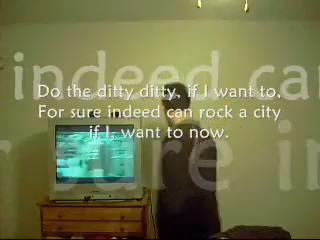 indeed can
Do the ditty ditty, if I want to.
For sure indeed can rock a city
if I, want to now.
r sure in